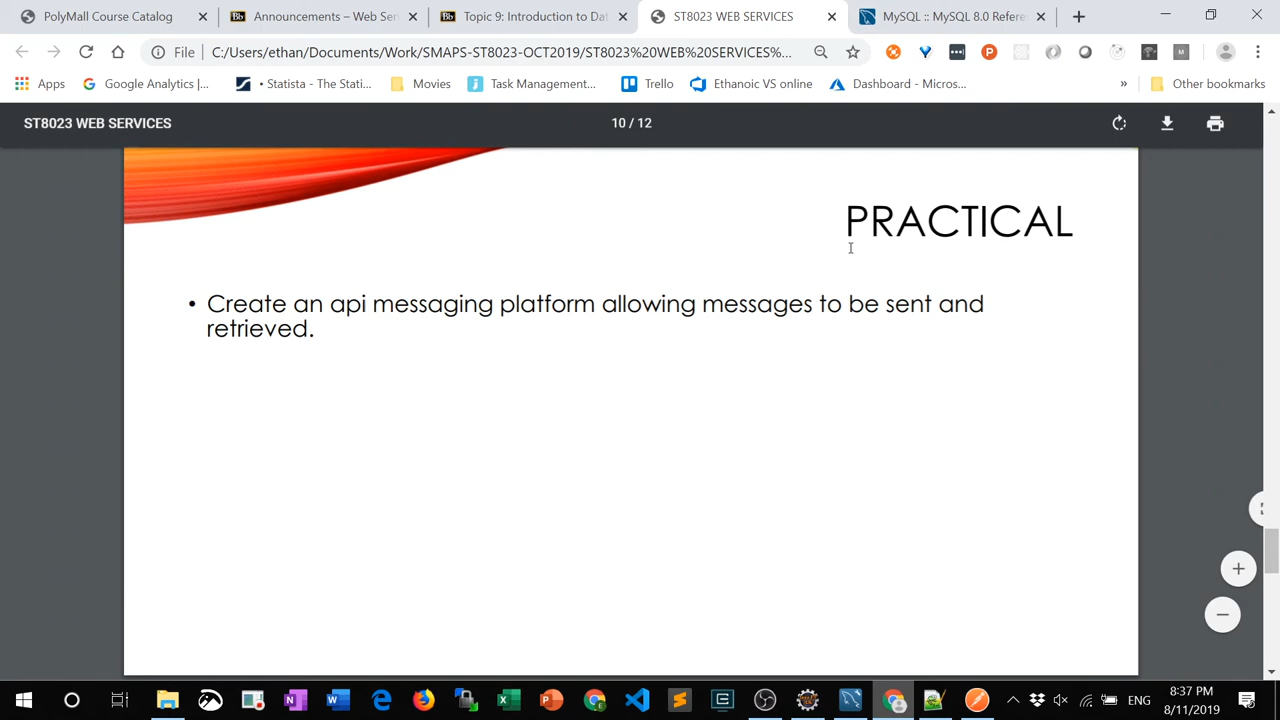 PolyMall Course Catalog
Announcements – Web Ser
Topic 9: Introduction to Dat
ST8023 WEB SERVICES
MySQL :: MySQL 8.0 Refere
File
C:/Users/ethan/Documents/Work/SMAPS-ST8023-OCT2019/ST8023%20WEB%20SERVICES%...
Apps
Google Analytics |...
• Statista - The Stati...
Movies
Task Management...
Trello
Ethanoic VS online
Dashboard - Micros...
»
Other bookmarks
ST8023 WEB SERVICES
10 / 12
PRACTICAL
• Create an api messaging platform allowing messages to be sent and
retrieved.
ENG
8:37 PM
8/11/2019